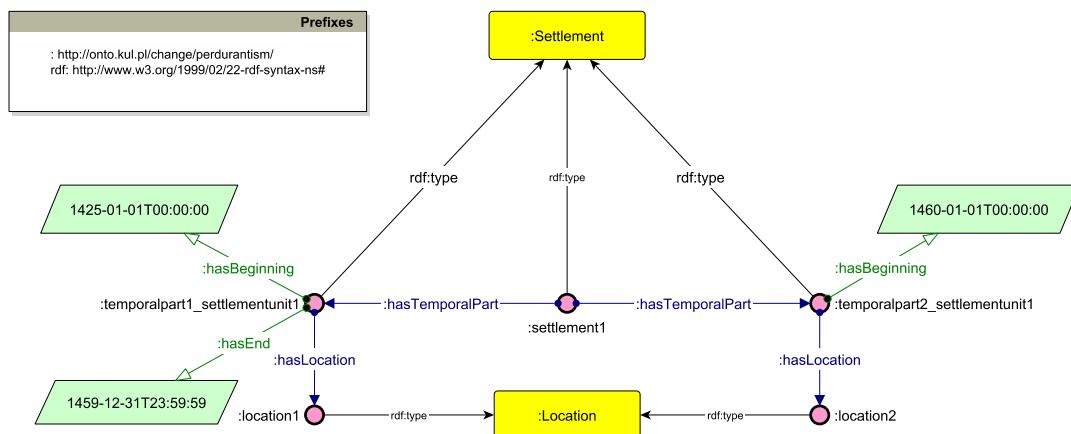 Prefixes
: http://onto.kul.pl/change/perdurantism/
rdf: http://www.w3.org/1999/02/22-rdf-syntax-ns#
:Settlement
rdf:type
rdf:type
rdf:type
1425-01-01T00:00:00
1460-01-01T00:00:00
:hasBeginning
:hasBeginning
:temporalpart1_settlementunit1
:hasTemporalPart
:hasTemporalPart
:temporalpart2_settlementunit1
:settlement1
:hasEnd
:hasLocation
:hasLocation
1459-12-31T23:59:59
:location1
rdf:type
:Location
rdf:type
:location2